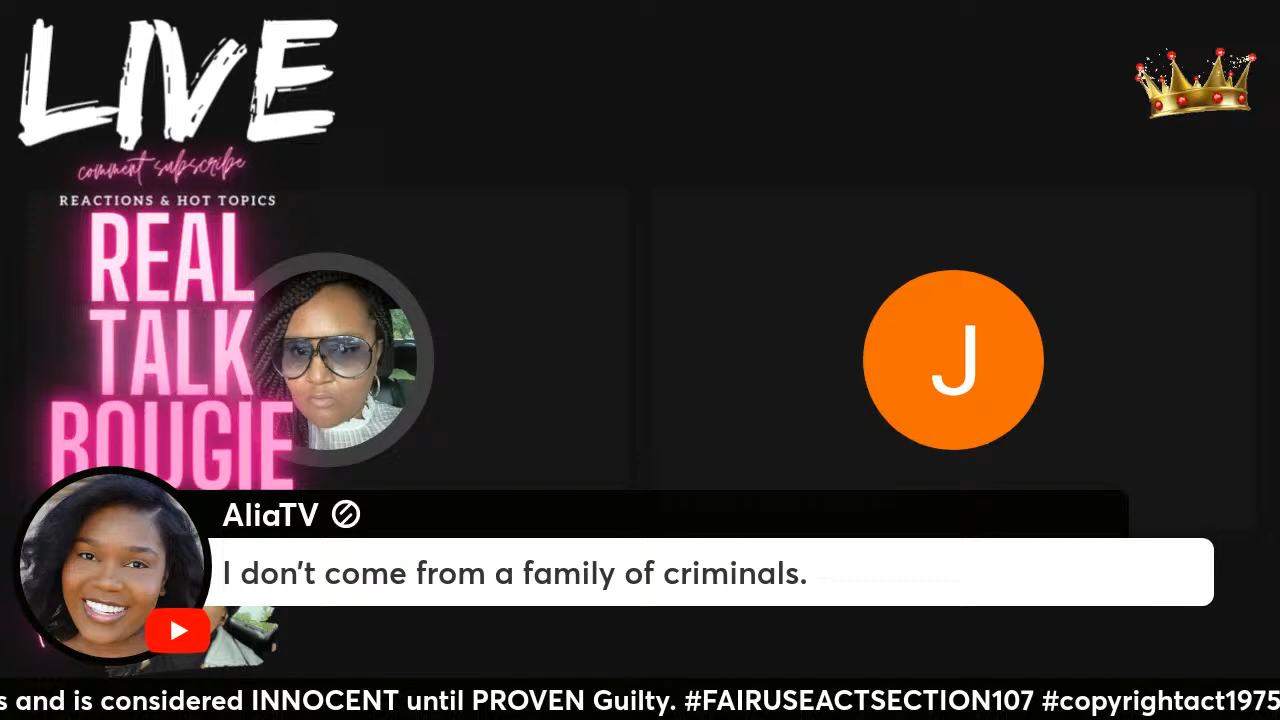 LIVE
comment subscribe
REACTIONS & HOT TOPICS
REAL
TALK
BOUGIE
J
AliaTV
I don't come from a family of criminals.
s and is considered INNOCENT until PROVEN Guilty. #FAIRUSEACTSECTION107 #copyrightact1975